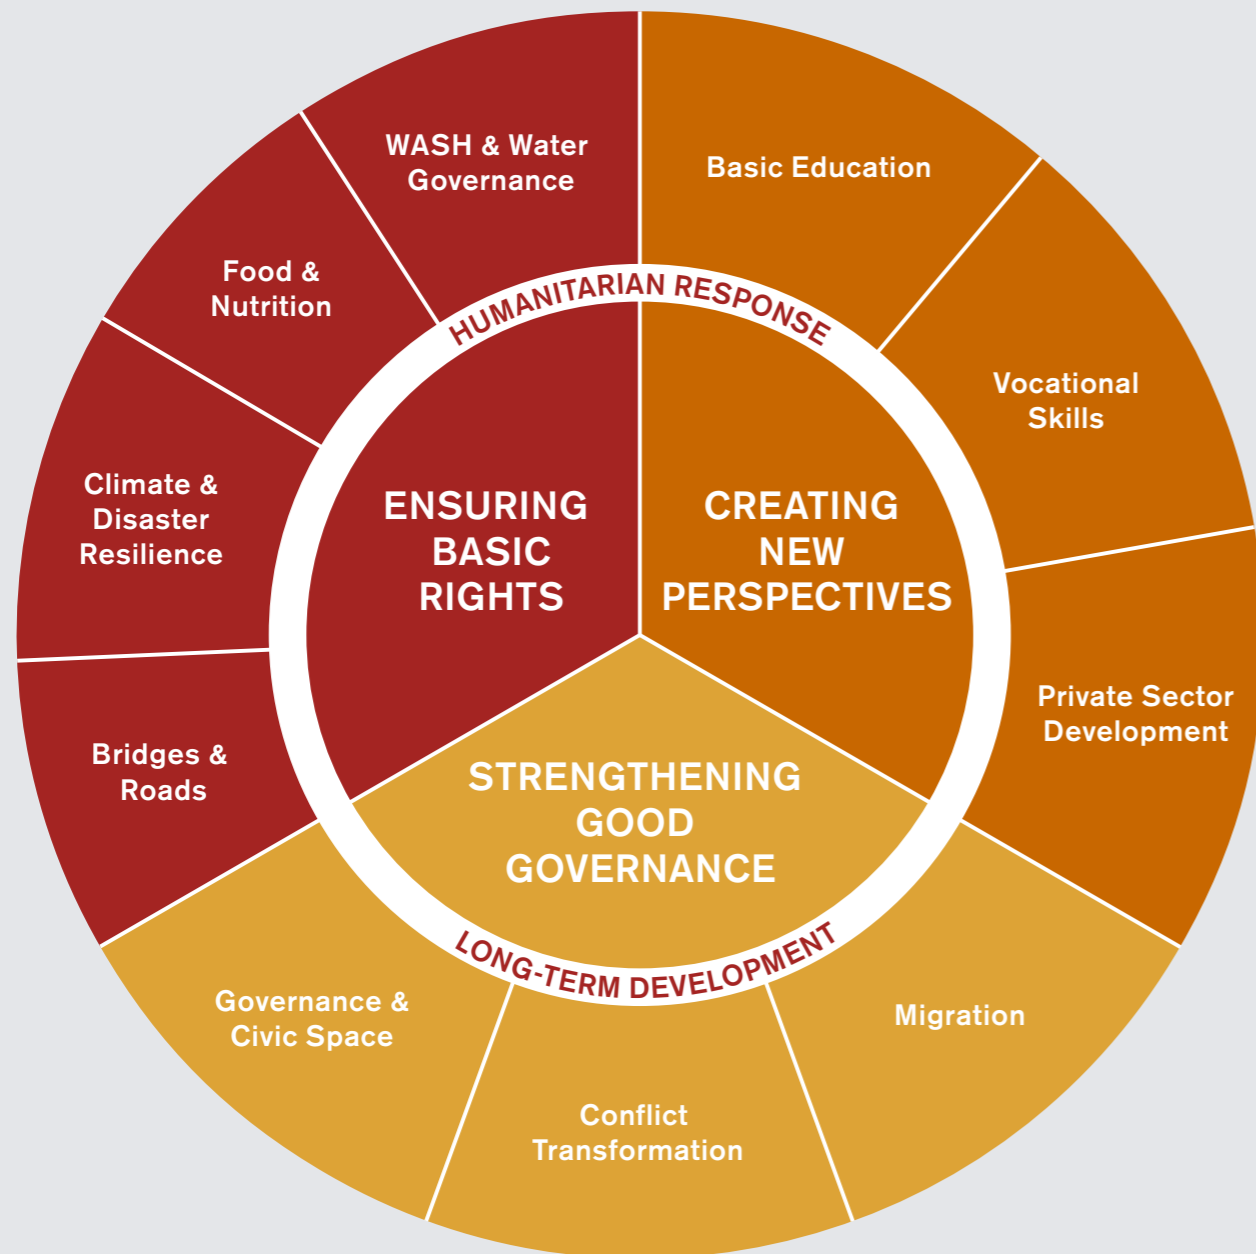 WASH & Water
Governance
Basic Education
Food &
Nutrition
HUMANITARIAN RESPONSE
Vocational
Skills
Climate &
Disaster
Resilience
ENSURING
BASIC
RIGHTS
CREATING
NEW
PERSPECTIVES
Private Sector
Development
Bridges &
Roads
STRENGTHENING
GOOD
GOVERNANCE
LONG-TERM DEVELOPMENT
Governance &
Civic Space
Migration
Conflict
Transformation